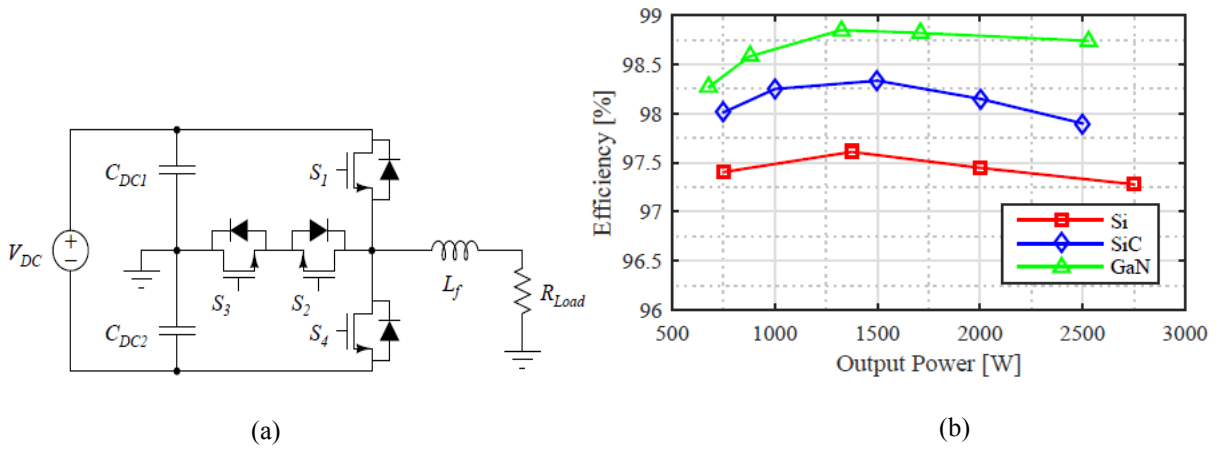 V_DC
+
−
C_DC1
C_DC2
S_1
S_3
S_2
S_4
L_f
R_Load
(a)
Efficiency [%]
99
98.5
98
97.5
97
96.5
96
500 1000 1500 2000 2500 3000
Output Power [W]
Si
SiC
GaN
(b)